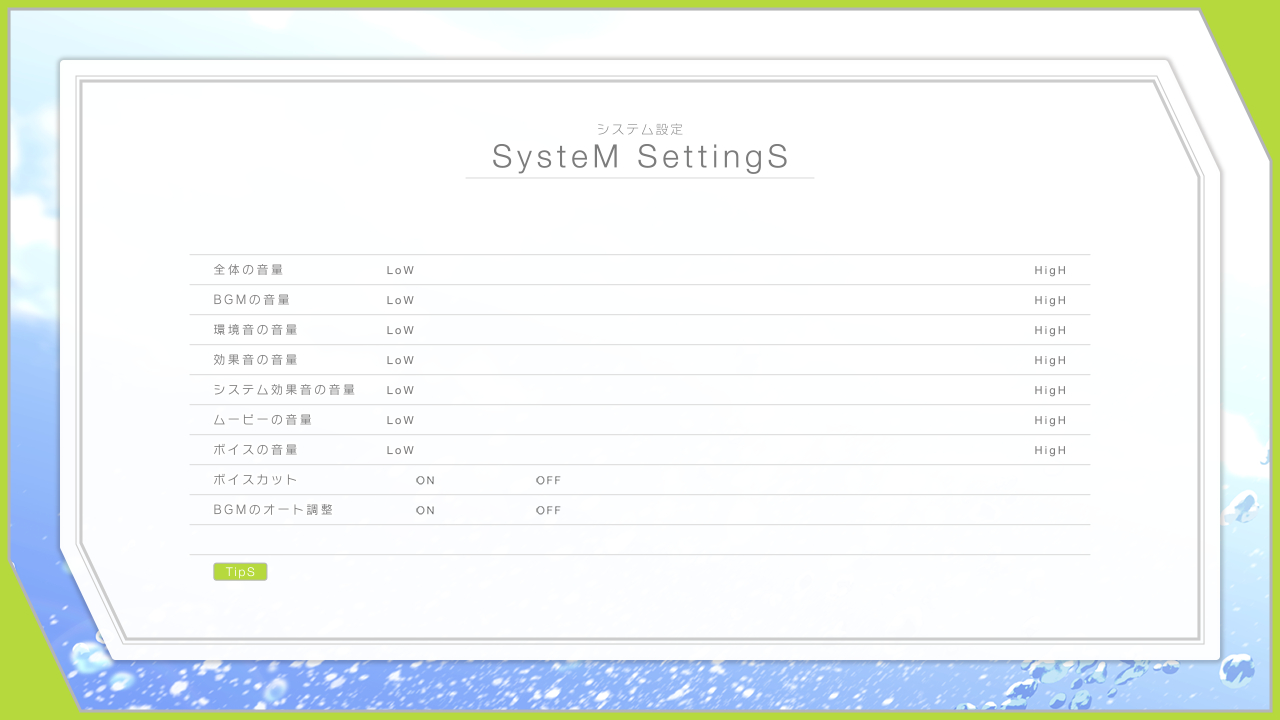 システム設定
SysteM SettingS
全体の音量 LoW HigH
BGMの音量 LoW HigH
環境音の音量 LoW HigH
効果音の音量 LoW HigH
システム効果音の音量 LoW HigH
ムービーの音量 LoW HigH
ボイスの音量 LoW HigH
ボイスカット ON OFF
BGMのオート調整 ON OFF
TipS